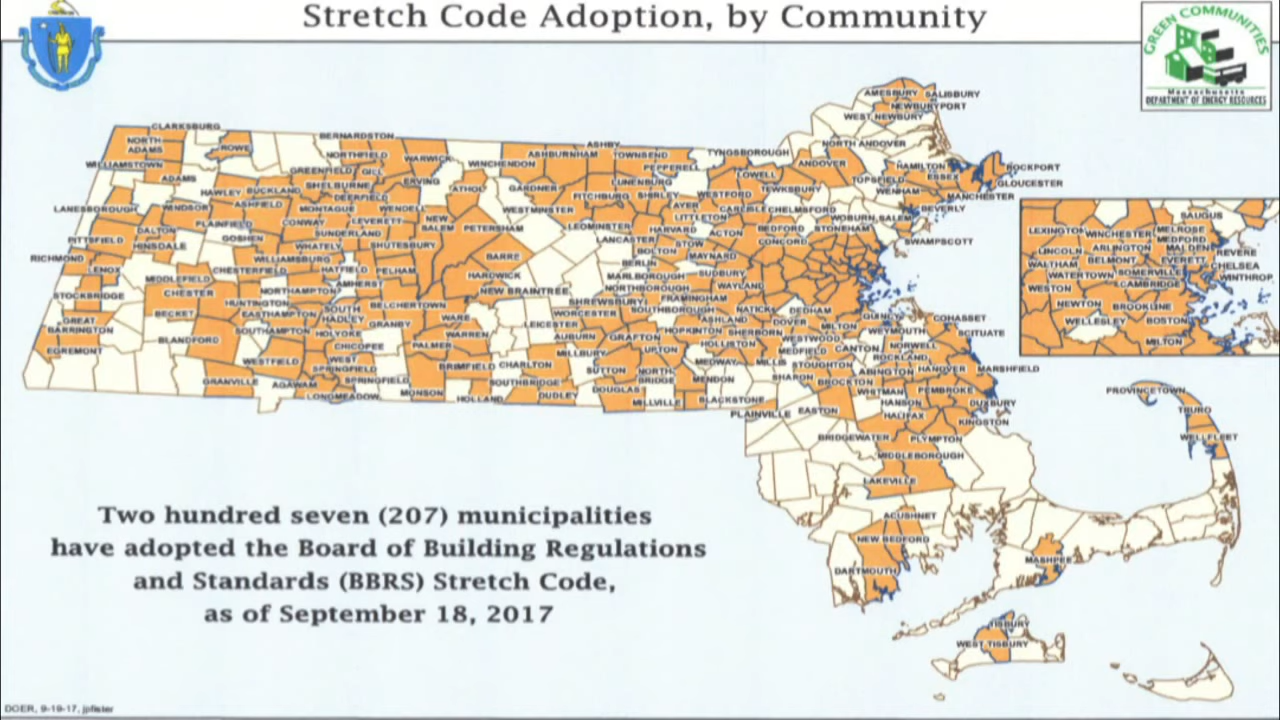 Stretch Code Adoption, by Community
GREEN COMMUNITIES
Massachusetts
DEPARTMENT OF ENERGY RESOURCES
AMESBURY SALISBURY
NEWBURYPORT
WEST NEWBURY
CLARKSBURG
BERNARDSTON
NORTH ADAMS
ROWE
ASHBY
NORTH ANDOVER
NORTHFIELD
WARWICK
ASHBURNHAM
TOWNSEND
TYNGSBOROUGH
WILLIAMSTOWN
WINCHENDON
PEPPERELL
ANDOVER
HAMILTON
ROCKPORT
GREENFIELD
GILL
LOWELL
ESSEX
ADAMS
ERVING
LUNENBURG
TOPSFIELD
GLOUCESTER
HAWLEY
BUCKLAND
SHELBURNE
ATHOL
GARDNER
TEWKSBURY
WENHAM
DEERFIELD
FITCHBURG
SHIRLEY
WESTFORD
MANCHESTER
LANESBOROUGH
WINDSOR
ASHFIELD
MONTAGUE
WENDELL
WESTMINSTER
AYER
CARLISLE
CHELMSFORD
BEVERLY
PLAINFIELD
CONWAY
LEVERETT
NEW SALEM
PETERSHAM
LEOMINSTER
LITTLETON
WOBURN
SALEM
DALTON
SUNDERLAND
HARVARD
ACTON
BEDFORD
STONEHAM
PITTSFIELD
HINSDALE
GOSHEN
WHATELY
SHUTESBURY
LANCASTER
STOW
CONCORD
SWAMPSCOTT
RICHMOND
WILLIAMSBURG
BARRE
BOLTON
MAYNARD
LENOX
CHESTERFIELD
HATFIELD
PELHAM
BERLIN
MIDDLEFIELD
AMHERST
HARDWICK
MARLBOROUGH
SUDBURY
STOCKBRIDGE
CHESTER
NORTHAMPTON
NEW BRAINTREE
NORTHBOROUGH
WAYLAND
HUNTINGTON
SOUTH HADLEY
BELCHERTOWN
SHREWSBURY
FRAMINGHAM
BECKET
EASTHAMPTON
WARE
WORCESTER
SOUTHBOROUGH
NATICK
DEDHAM
QUINCY
COHASSET
GREAT BARRINGTON
SOUTHAMPTON
HOLYOKE
GRANBY
LEICESTER
ASHLAND
DOVER
MILTON
WEYMOUTH
SCITUATE
BLANDFORD
CHICOPEE
PALMER
WARREN
AUBURN
GRAFTON
HOPKINTON
SHERBORN
WESTWOOD
EGREMONT
WEST SPRINGFIELD
MILLBURY
UPTON
HOLLISTON
MEDFIELD
CANTON
NORWELL
ROCKLAND
WESTFIELD
BRIMFIELD
CHARLTON
MEDWAY
MILLIS
STOUGHTON
ABINGTON
HANOVER
MARSHFIELD
GRANVILLE
AGAWAM
SPRINGFIELD
SOUTHBRIDGE
SUTTON
NORTH BRIDGE
MENDON
SHARON
BROCKTON
WHITMAN
PEMBROKE
LONGMEADOW
MONSON
HOLLAND
DUDLEY
DOUGLAS
MILLVILLE
BLACKSTONE
HANSON
DUXBURY
PLAINVILLE
EASTON
HALIFAX
KINGSTON
BRIDGEWATER
PLYMPTON
MIDDLEBOROUGH
LAKEVILLE
ACUSHNET
NEW BEDFORD
DARTMOUTH
MASHPEE
TISBURY
WEST TISBURY
PROVINCETOWN
TRURO
WELLFLEET
SAUGUS
LEXINGTON
WINCHESTER
MELROSE
MEDFORD
LINCOLN
ARLINGTON
MALDEN
REVERE
WALTHAM
BELMONT
EVERETT
CHELSEA
WATERTOWN
SOMERVILLE
WINTHROP
WESTON
CAMBRIDGE
NEWTON
BROOKLINE
WELLESLEY
BOSTON
MILTON
Two hundred seven (207) municipalities
have adopted the Board of Building Regulations
and Standards (BBRS) Stretch Code,
as of September 18, 2017
DOER, 9-19-17, jpfister